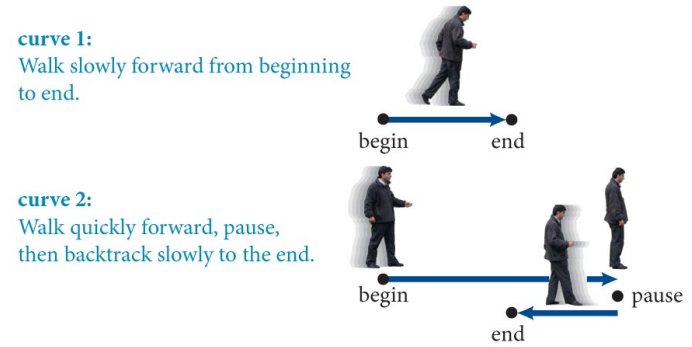 curve 1:
Walk slowly forward from beginning
to end.
begin end
curve 2:
Walk quickly forward, pause,
then backtrack slowly to the end.
begin
pause
end